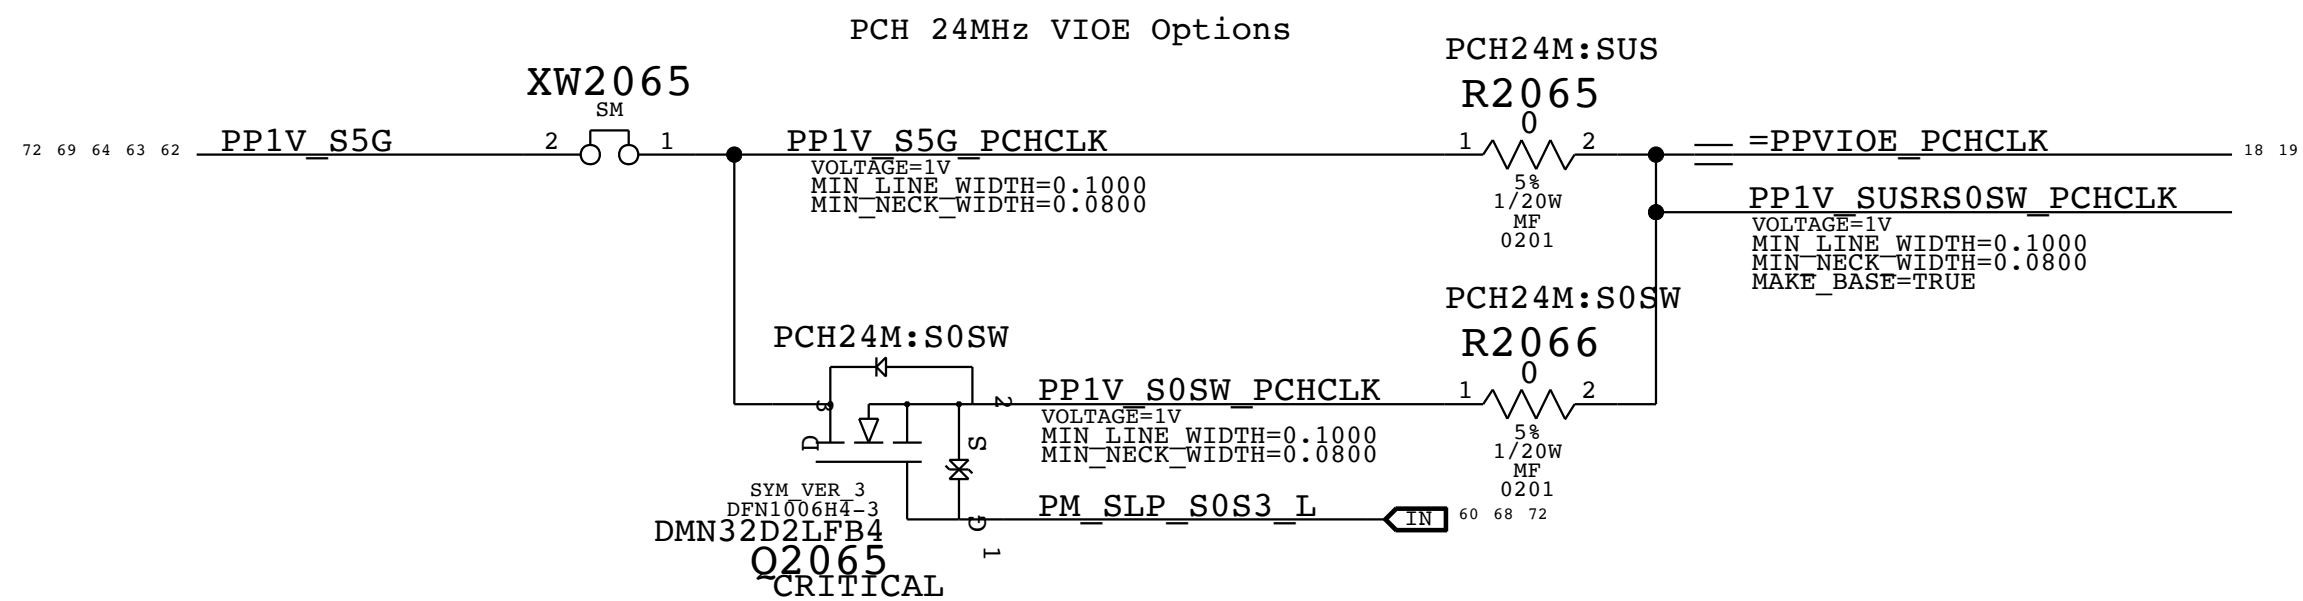 PCH 24MHz VIOE Options
PCH24M:SUS
XW2065
R2065
SM
0
72 69 64 63 62
PP1V_S5G
2
1
PP1V_S5G_PCHCLK
1
2
=PPVIOE_PCHCLK
18 19
VOLTAGE=1V
MIN_LINE_WIDTH=0.1000
MIN_NECK_WIDTH=0.0800
5%
1/20W
MF
0201
PP1V_SUSRS0SW_PCHCLK
VOLTAGE=1V
MIN_LINE_WIDTH=0.1000
MIN_NECK_WIDTH=0.0800
MAKE_BASE=TRUE
PCH24M:S0SW
PCH24M:S0SW
R2066
0
3
2
PP1V_S0SW_PCHCLK
1
2
VOLTAGE=1V
MIN_LINE_WIDTH=0.1000
MIN_NECK_WIDTH=0.0800
D
S
5%
1/20W
MF
0201
SYM_VER_3
DFN1006H4-3
DMN32D2LFB4
Q2065
CRITICAL
G
1
PM_SLP_S0S3_L
IN
60 68 72